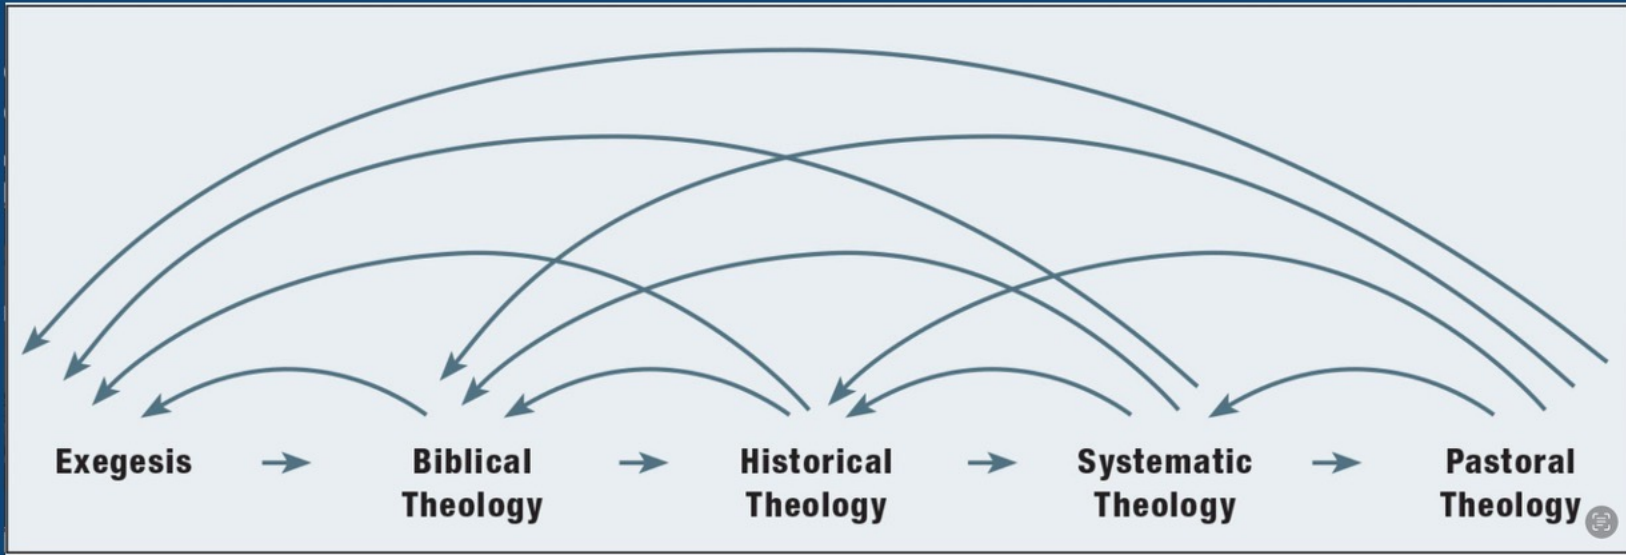 Exegesis
Biblical
Theology
Historical
Theology
Systematic
Theology
Pastoral
Theology